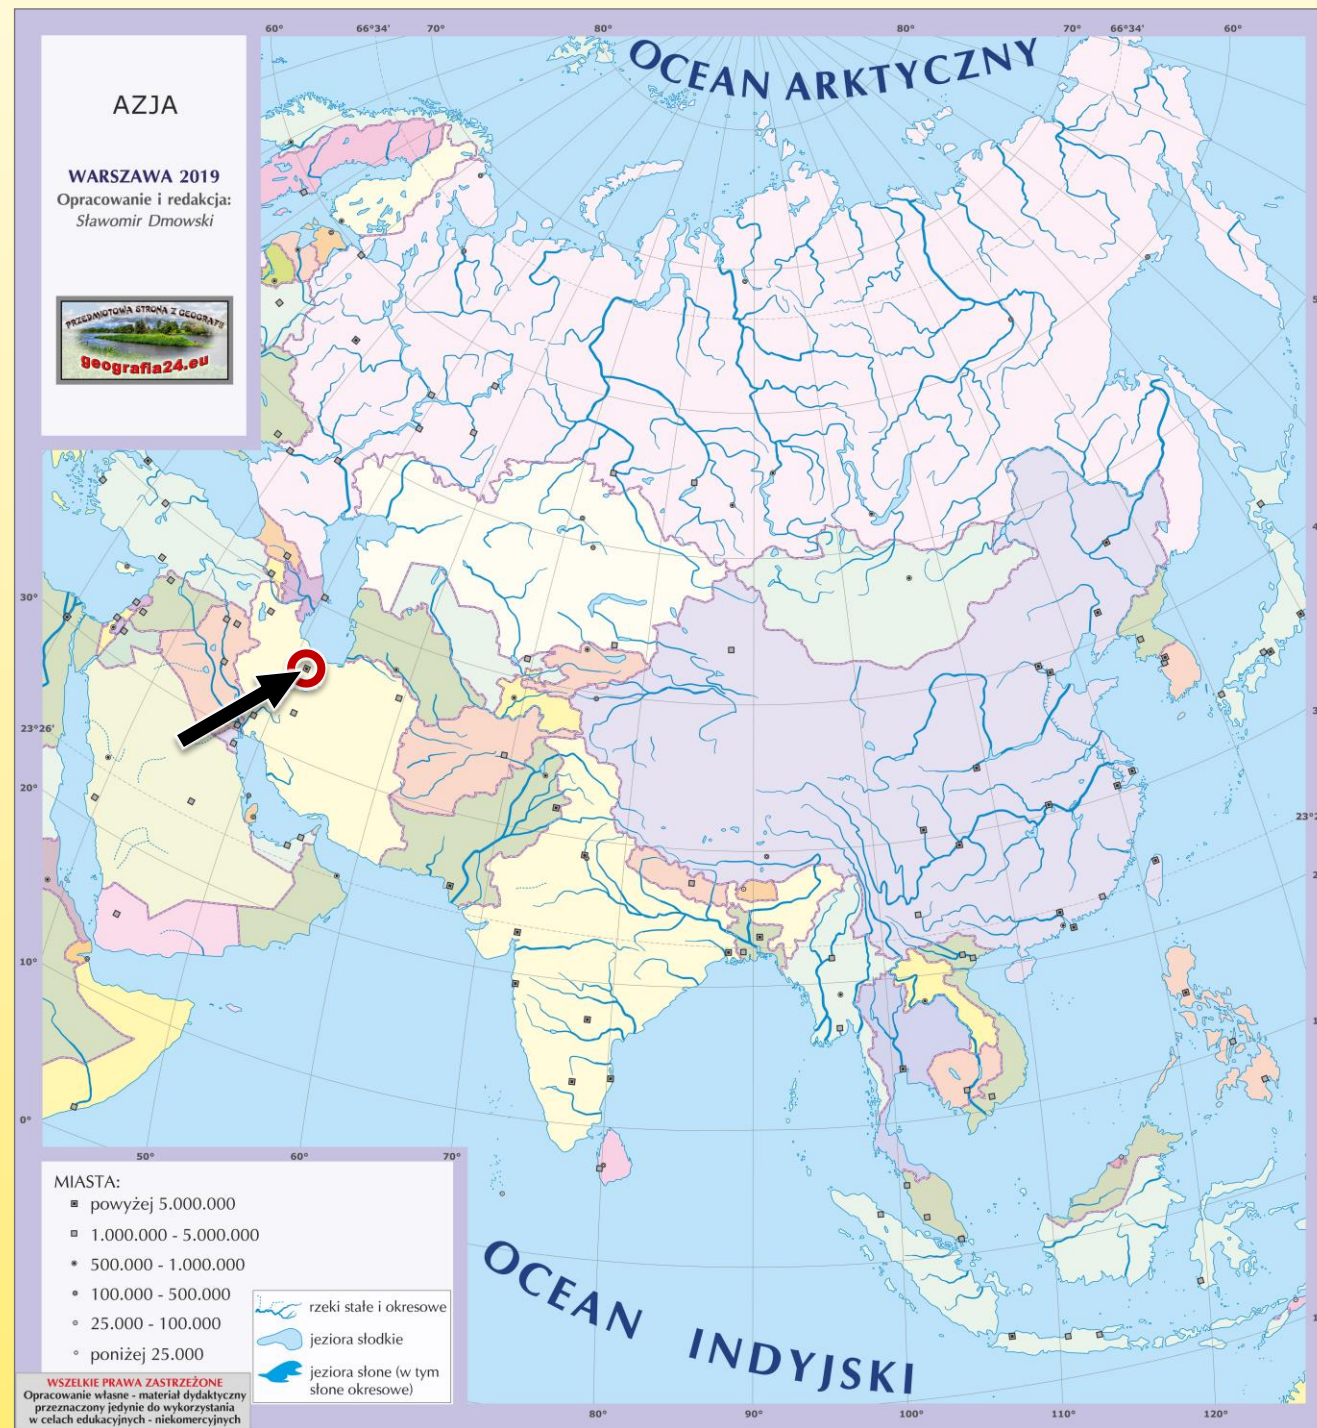 60° 66°34' 70° 80° 80° 70° 66°34' 60°
OCEAN ARKTYCZNY
AZJA
WARSZAWA 2019
Opracowanie i redakcja:
Sławomir Dmowski
PRZEDMIOTOWA STRONA Z GEOGRAFII
geografia24.eu
30°
23°26'
20°
10°
0°
50° 60° 70°
MIASTA:
powyżej 5.000.000
1.000.000 - 5.000.000
500.000 - 1.000.000
100.000 - 500.000
25.000 - 100.000
poniżej 25.000
rzeki stałe i okresowe
jeziora słodkie
jeziora słone (w tym
słone okresowe)
OCEAN INDYJSKI
WSZELKIE PRAWA ZASTRZEŻONE
Opracowanie własne - materiał dydaktyczny
przeznaczony jedynie do wykorzystania
w celach edukacyjnych - niekomercyjnych
80° 90° 100° 110° 120°